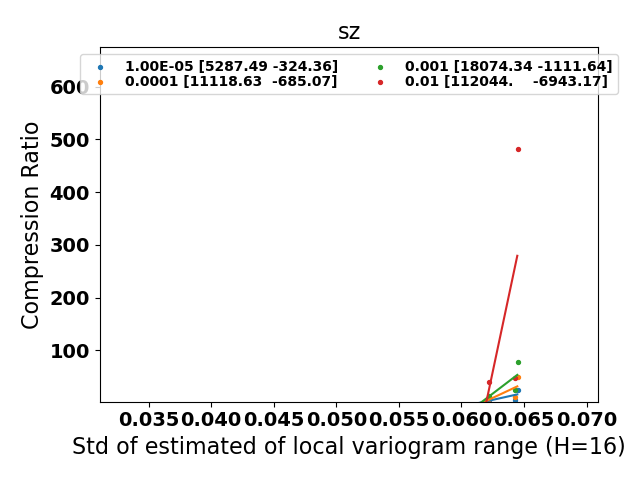 sz
1.00E-05 [5287.49 -324.36]
0.0001 [11118.63  -685.07]
0.001 [18074.34 -1111.64]
0.01 [112044.    -6943.17]
600
500
400
300
200
100
Compression Ratio
0.035 0.040 0.045 0.050 0.055 0.060 0.065 0.070
Std of estimated of local variogram range (H=16)